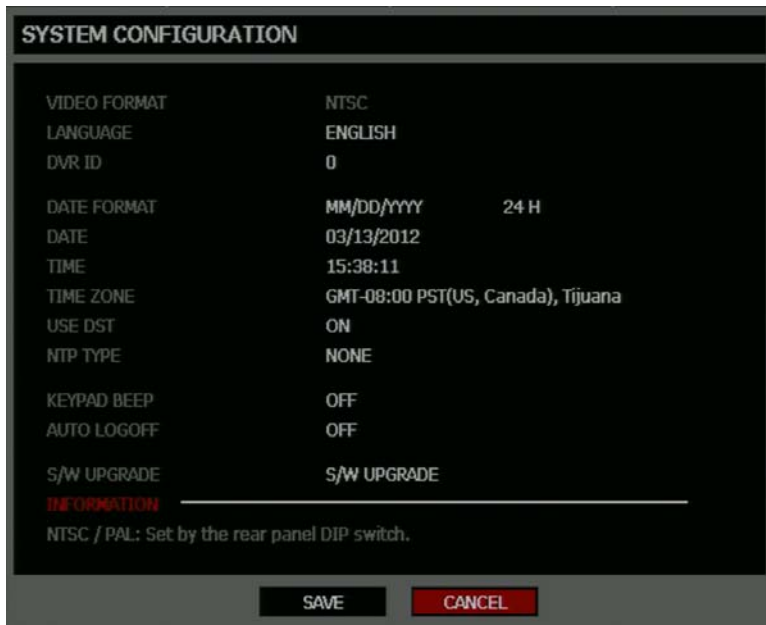 SYSTEM CONFIGURATION
VIDEO FORMAT NTSC
LANGUAGE ENGLISH
DVR ID 0
DATE FORMAT MM/DD/YYYY 24 H
DATE 03/13/2012
TIME 15:38:11
TIME ZONE GMT-08:00 PST(US, Canada), Tijuana
USE DST ON
NTP TYPE NONE
KEYPAD BEEP OFF
AUTO LOGOFF OFF
S/W UPGRADE S/W UPGRADE
INFORMATION
NTSC / PAL: Set by the rear panel DIP switch.
SAVE CANCEL